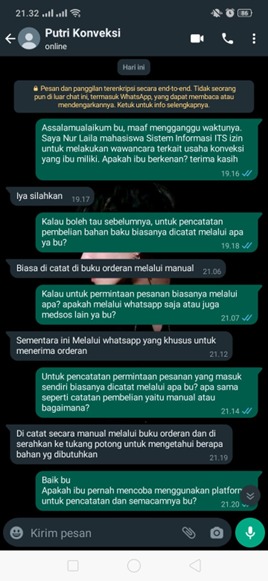 21.32
86
Putri Konveksi
online
Hari ini
Pesan dan panggilan terenkripsi secara end-to-end. Tidak seorang
pun di luar chat ini, termasuk WhatsApp, yang dapat membaca atau
mendengarkannya. Ketuk untuk info selengkapnya.
Assalamualaikum bu, maaf mengganggu waktunya.
Saya Nur Laila mahasiswa Sistem Informasi ITS izin
untuk melakukan wawancara terkait usaha konveksi
yang ibu miliki. Apakah ibu berkenan? terima kasih
19.16
Iya silahkan
19.17
Kalau boleh tau sebelumnya, untuk pencatatan
pembelian bahan baku biasanya dicatat melalui apa
ya bu?
19.18
Biasa di catat di buku orderan melalui manual
21.06
Kalau untuk permintaan pesanan biasanya melalui
apa? apakah melalui whatsapp saja atau juga
medsos lain ya bu?
21.07
Sementara ini Melalui whatsapp yang khusus untuk
menerima orderan
21.12
Untuk pencatatan permintaan pesanan yang masuk
sendiri biasanya dicatat melalui apa bu? apa sama
seperti catatan pembelian yaitu manual atau
bagaimana?
21.14
Di catat secara manual melalui buku orderan dan di
serahkan ke tukang potong untuk mengetahui berapa
bahan yg dibutuhkan
21.19
Baik bu
Apakah ibu pernah mencoba menggunakan platform
untuk pencatatan dan semacamnya bu?
21.20
Kirim pesan